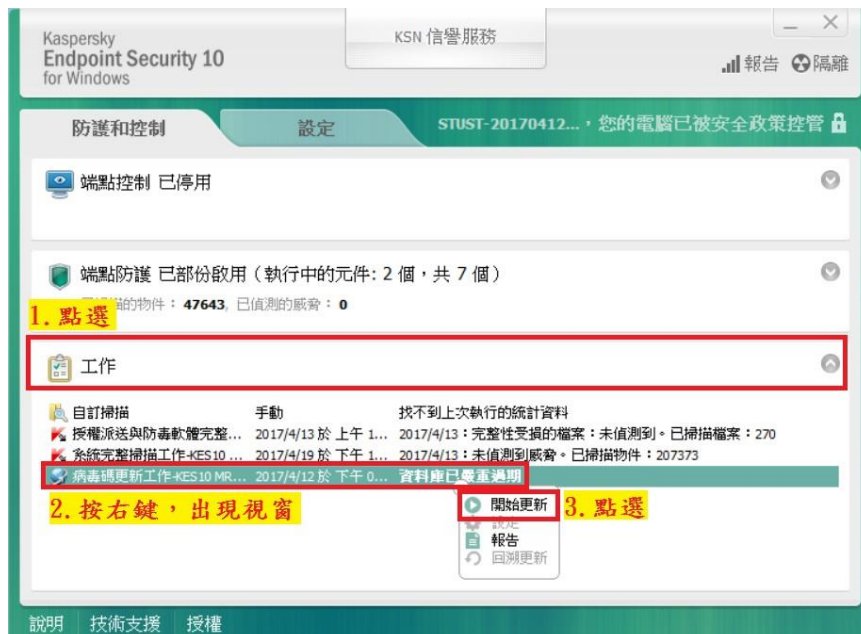 Kaspersky
Endpoint Security 10
for Windows
KSN 信譽服務
報告 隔離
防護和控制 設定 STUST-20170412...，您的電腦已被安全政策控管
端點控制 已停用
端點防護 已部份啟用（執行中的元件: 2 個，共 7 個）
掃描的物件： 47643, 已偵測的威脅： 0
1. 點選
工作
自訂掃描 手動 找不到上次執行的統計資料
授權派送與防毒軟體完整... 2017/4/13 於 上午 1... 2017/4/13：完整性受損的檔案：未偵測到。已掃描檔案：270
系統完整掃描工作-KES10 ... 2017/4/19 於 下午 1... 2017/4/13：未偵測到威脅。已掃描物件：207373
病毒碼更新工作-KES10 MR... 2017/4/12 於 下午 0... 資料庫已嚴重過期
2. 按右鍵，出現視窗
開始更新 3. 點選
設定
報告
回溯更新
說明 技術支援 授權